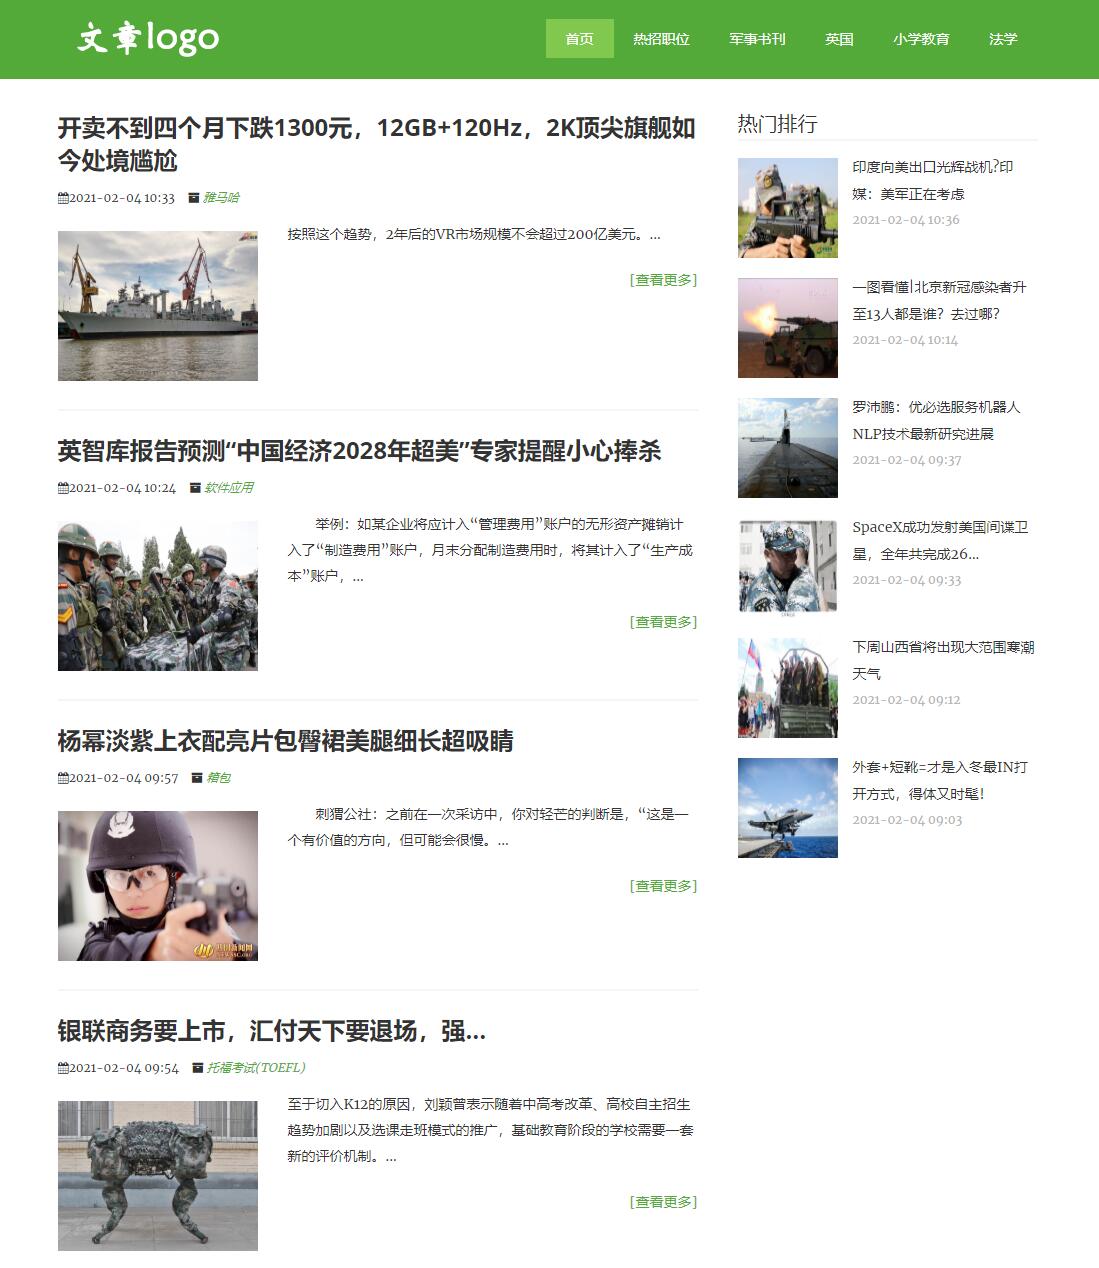 文章logo
首页 热招职位 军事书刊 英国 小学教育 法学
开卖不到四个月下跌1300元，12GB+120Hz，2K顶尖旗舰如
今处境尴尬
2021-02-04 10:33 雅马哈
按照这个趋势，2年后的VR市场规模不会超过200亿美元。...
[查看更多]
英智库报告预测“中国经济2028年超美”专家提醒小心捧杀
2021-02-04 10:24 软件应用
举例：如某企业将应计入“管理费用”账户的无形资产摊销计
入了“制造费用”账户，月末分配制造费用时，将其计入了“生产成
本”账户，...
[查看更多]
杨幂淡紫上衣配亮片包臀裙美腿细长超吸睛
2021-02-04 09:57 稽包
刺猬公社：之前在一次采访中，你对轻芒的判断是，“这是一
个有价值的方向，但可能会很慢。...
[查看更多]
银联商务要上市，汇付天下要退场，强...
2021-02-04 09:54 托福考试(TOEFL)
至于切入K12的原因，刘颖曾表示随着中高考改革、高校自主招生
趋势加剧以及选课走班模式的推广，基础教育阶段的学校需要一套
新的评价机制。...
[查看更多]
热门排行
印度向美出口光辉战机?印
媒：美军正在考虑
2021-02-04 10:36
一图看懂|北京新冠感染者升
至13人都是谁？去过哪？
2021-02-04 10:14
罗沛鹏：优必选服务机器人
NLP技术最新研究进展
2021-02-04 09:37
SpaceX成功发射美国间谍卫
星，全年共完成26...
2021-02-04 09:33
下周山西省将出现大范围寒潮
天气
2021-02-04 09:12
外套+短靴=才是入冬最IN打
开方式，得体又时髦！
2021-02-04 09:03